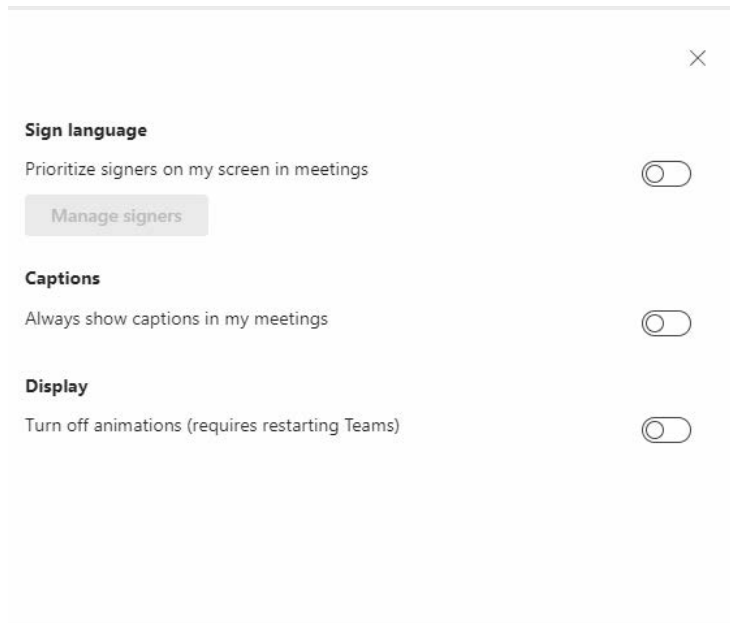 Sign language
Prioritize signers on my screen in meetings
Manage signers
Captions
Always show captions in my meetings
Display
Turn off animations (requires restarting Teams)